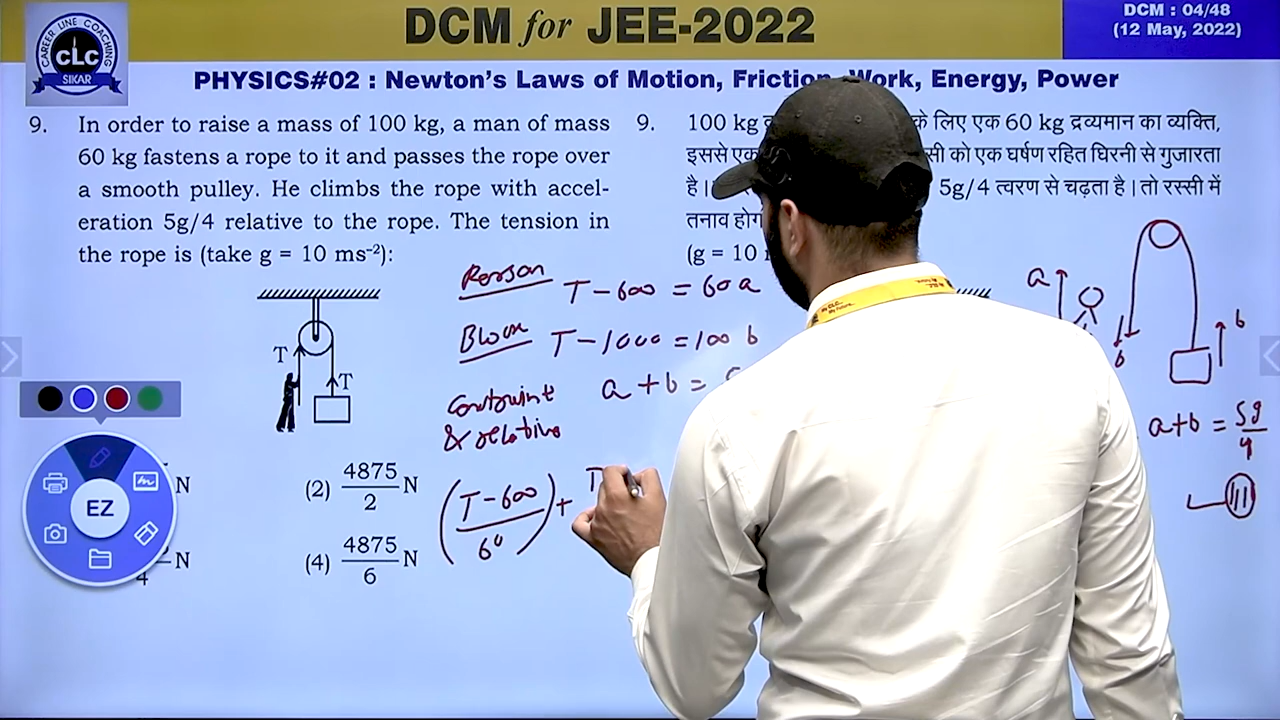 DCM for JEE-2022
DCM : 04/48
(12 May, 2022)
CAREER LINE COACHING
CLC
SIKAR
PHYSICS#02 : Newton's Laws of Motion, Friction, Work, Energy, Power
9. In order to raise a mass of 100 kg, a man of mass
60 kg fastens a rope to it and passes the rope over
a smooth pulley. He climbs the rope with accel-
eration 5g/4 relative to the rope. The tension in
the rope is (take g = 10 ms⁻²):
T
T
N
(2) 4875/2 N
4 N
(4) 4875/6 N
EZ
9. 100 kg
के लिए एक 60 kg द्रव्यमान का व्यक्ति,
इससे एक
सी को एक घर्षण रहित घिरनी से गुजारता
है।
5g/4 त्वरण से चढ़ता है। तो रस्सी में
तनाव होग
(g = 10
Person T - 600 = 60a
Block T - 1000 = 100 b
Constraint & relative a + b =
(T - 600 / 60) + T
a
b
b
a+b = 5g/4
III